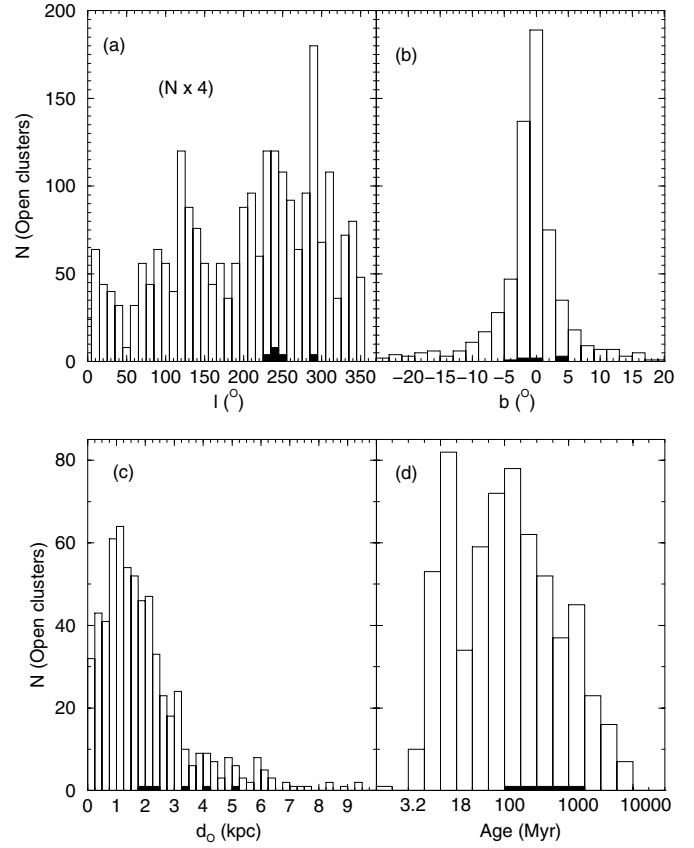 200
150
100
50
0
N (Open clusters)
(a)
(N x 4)
0 50 100 150 200 250 300 350
l (O)
(b)
−20 −15 −10 −5 0 5 10 15 20
b (O)
80
60
40
20
0
N (Open clusters)
(c)
0 1 2 3 4 5 6 7 8 9
dO (kpc)
(d)
3.2 18 100 1000 10000
Age (Myr)